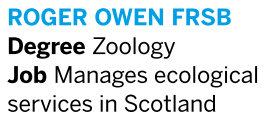 ROGER OWEN FRSB
Degree Zoology
Job Manages ecological
services in Scotland